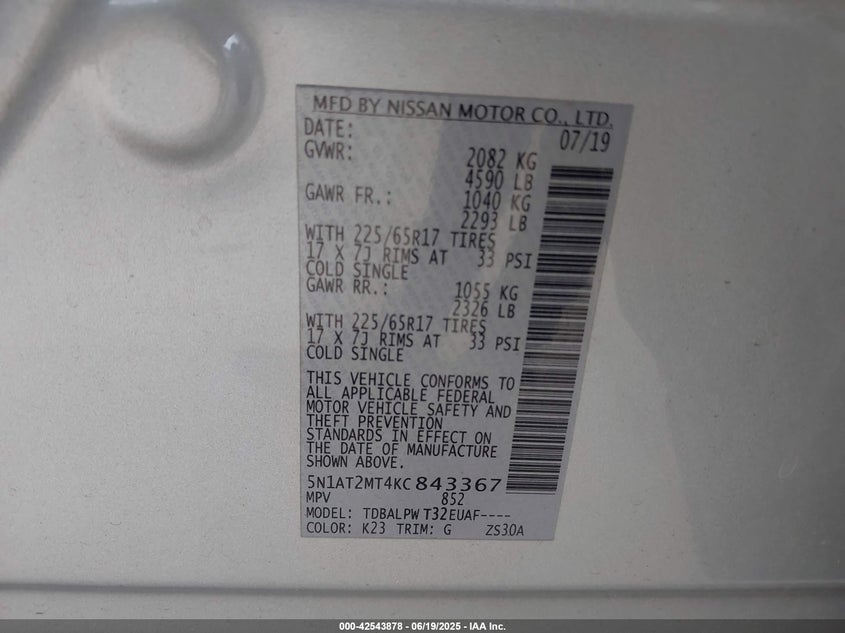 MFD BY NISSAN MOTOR CO., LTD.
DATE: 07/19
GVWR: 2082 KG
4590 LB
GAWR FR.: 1040 KG
2293 LB
WITH 225/65R17 TIRES
17 X 7J RIMS AT 33 PSI
COLD SINGLE
GAWR RR.: 1055 KG
2326 LB
WITH 225/65R17 TIRES
17 X 7J RIMS AT 33 PSI
COLD SINGLE
THIS VEHICLE CONFORMS TO
ALL APPLICABLE FEDERAL
MOTOR VEHICLE SAFETY AND
THEFT PREVENTION
STANDARDS IN EFFECT ON
THE DATE OF MANUFACTURE
SHOWN ABOVE.
5N1AT2MT4KC843367
MPV 852
MODEL: TDBALPW T32EUAF----
COLOR: K23 TRIM: G ZS30A
000-42543878 - 06/19/2025 - IAA Inc.